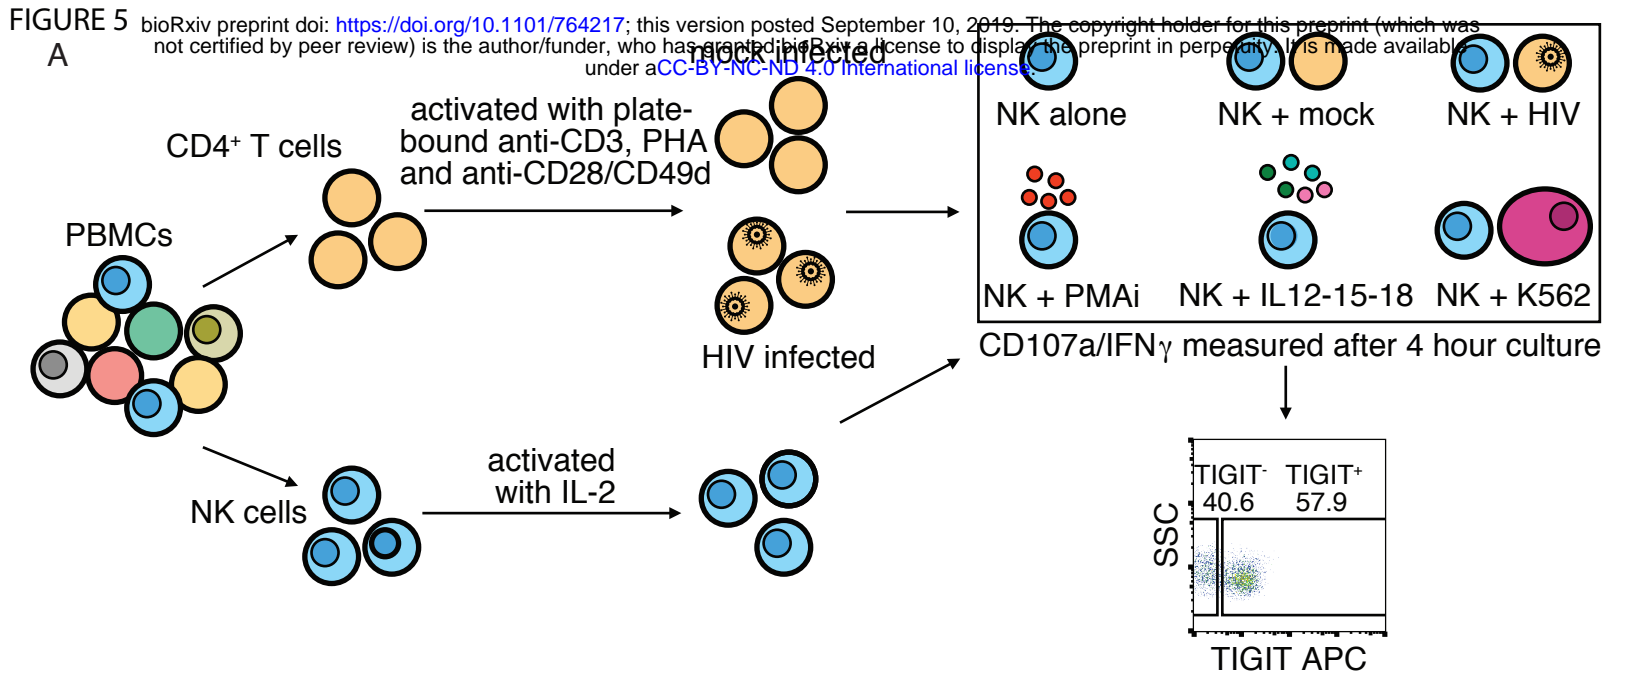 FIGURE 5
bioRxiv preprint doi: https://doi.org/10.1101/764217; this version posted September 10, 2019. The copyright holder for this preprint (which was
not certified by peer review) is the author/funder, who has granted bioRxiv a license to display the preprint in perpetuity. It is made available
under aCC-BY-NC-ND 4.0 International license.
A
mock infected
activated with plate-
bound anti-CD3, PHA
and anti-CD28/CD49d
CD4+ T cells
PBMCs
HIV infected
NK cells
activated
with IL-2
NK alone
NK + mock
NK + HIV
NK + PMAi
NK + IL12-15-18
NK + K562
CD107a/IFNγ measured after 4 hour culture
TIGIT-
40.6
TIGIT+
57.9
SSC
TIGIT APC